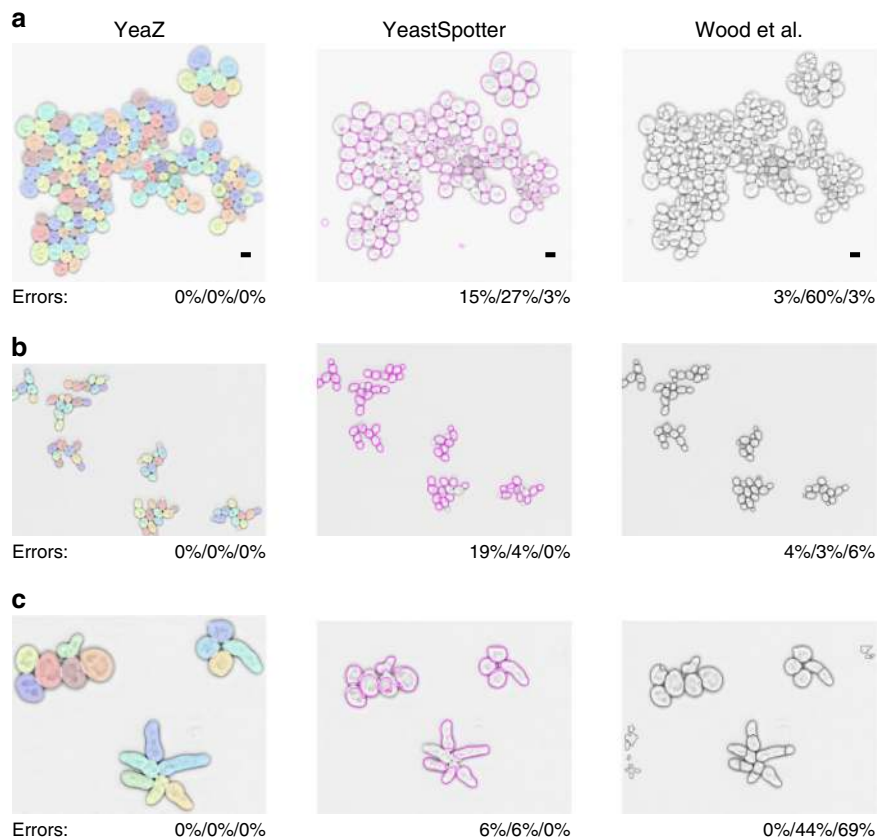 a
YeaZ YeastSpotter Wood et al.
Errors: 0%/0%/0% 15%/27%/3% 3%/60%/3%
b
Errors: 0%/0%/0% 19%/4%/0% 4%/3%/6%
c
Errors: 0%/0%/0% 6%/6%/0% 0%/44%/69%